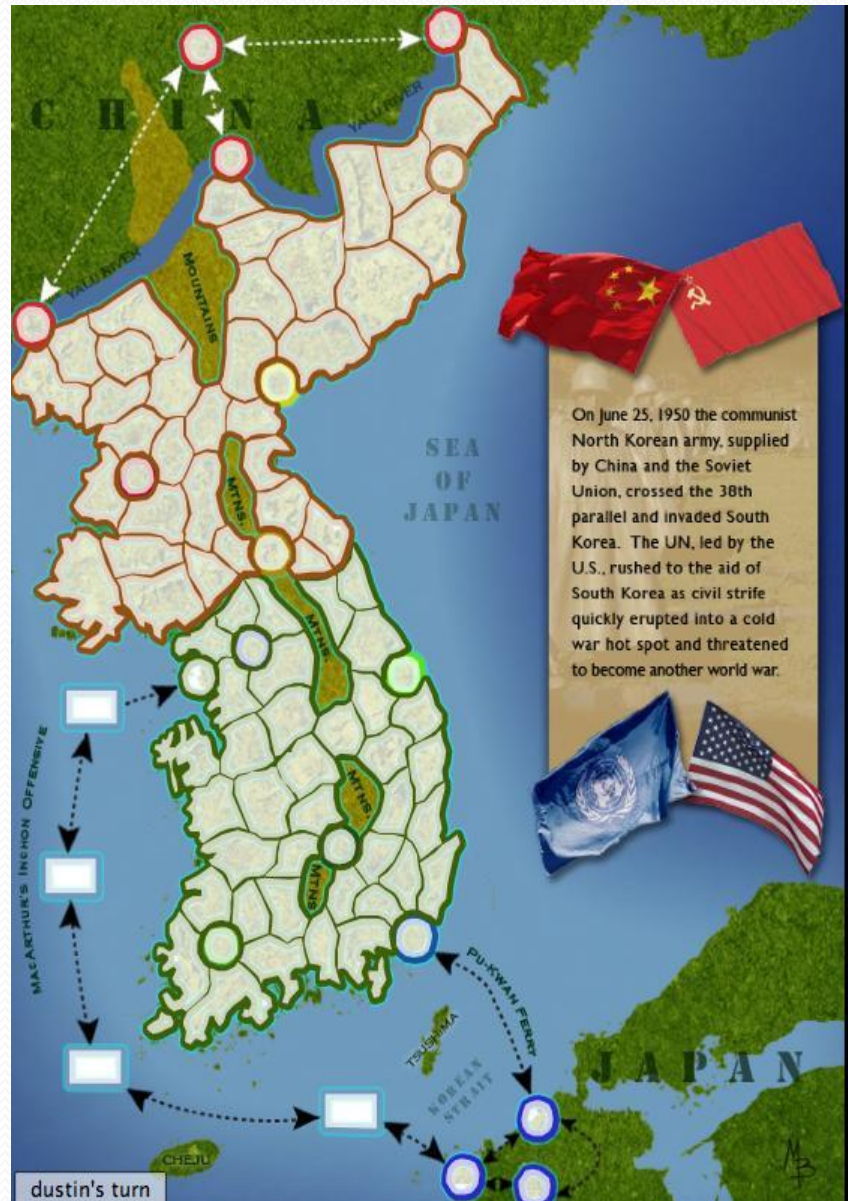 CHINA
YALU RIVER
YALU RIVER
MOUNTAINS
SEA
OF
JAPAN
MTNS.
MTNS.
On June 25, 1950 the communist
North Korean army, supplied
by China and the Soviet
Union, crossed the 38th
parallel and invaded South
Korea. The UN, led by the
U.S., rushed to the aid of
South Korea as civil strife
quickly erupted into a cold
war hot spot and threatened
to become another world war.
MACARTHUR'S INCHON OFFENSIVE
MTNS.
MTNS
PU-KWAN FERRY
TSUSHIMA
KOREAN
STRAIT
JAPAN
CHEJU
MB
dustin's turn